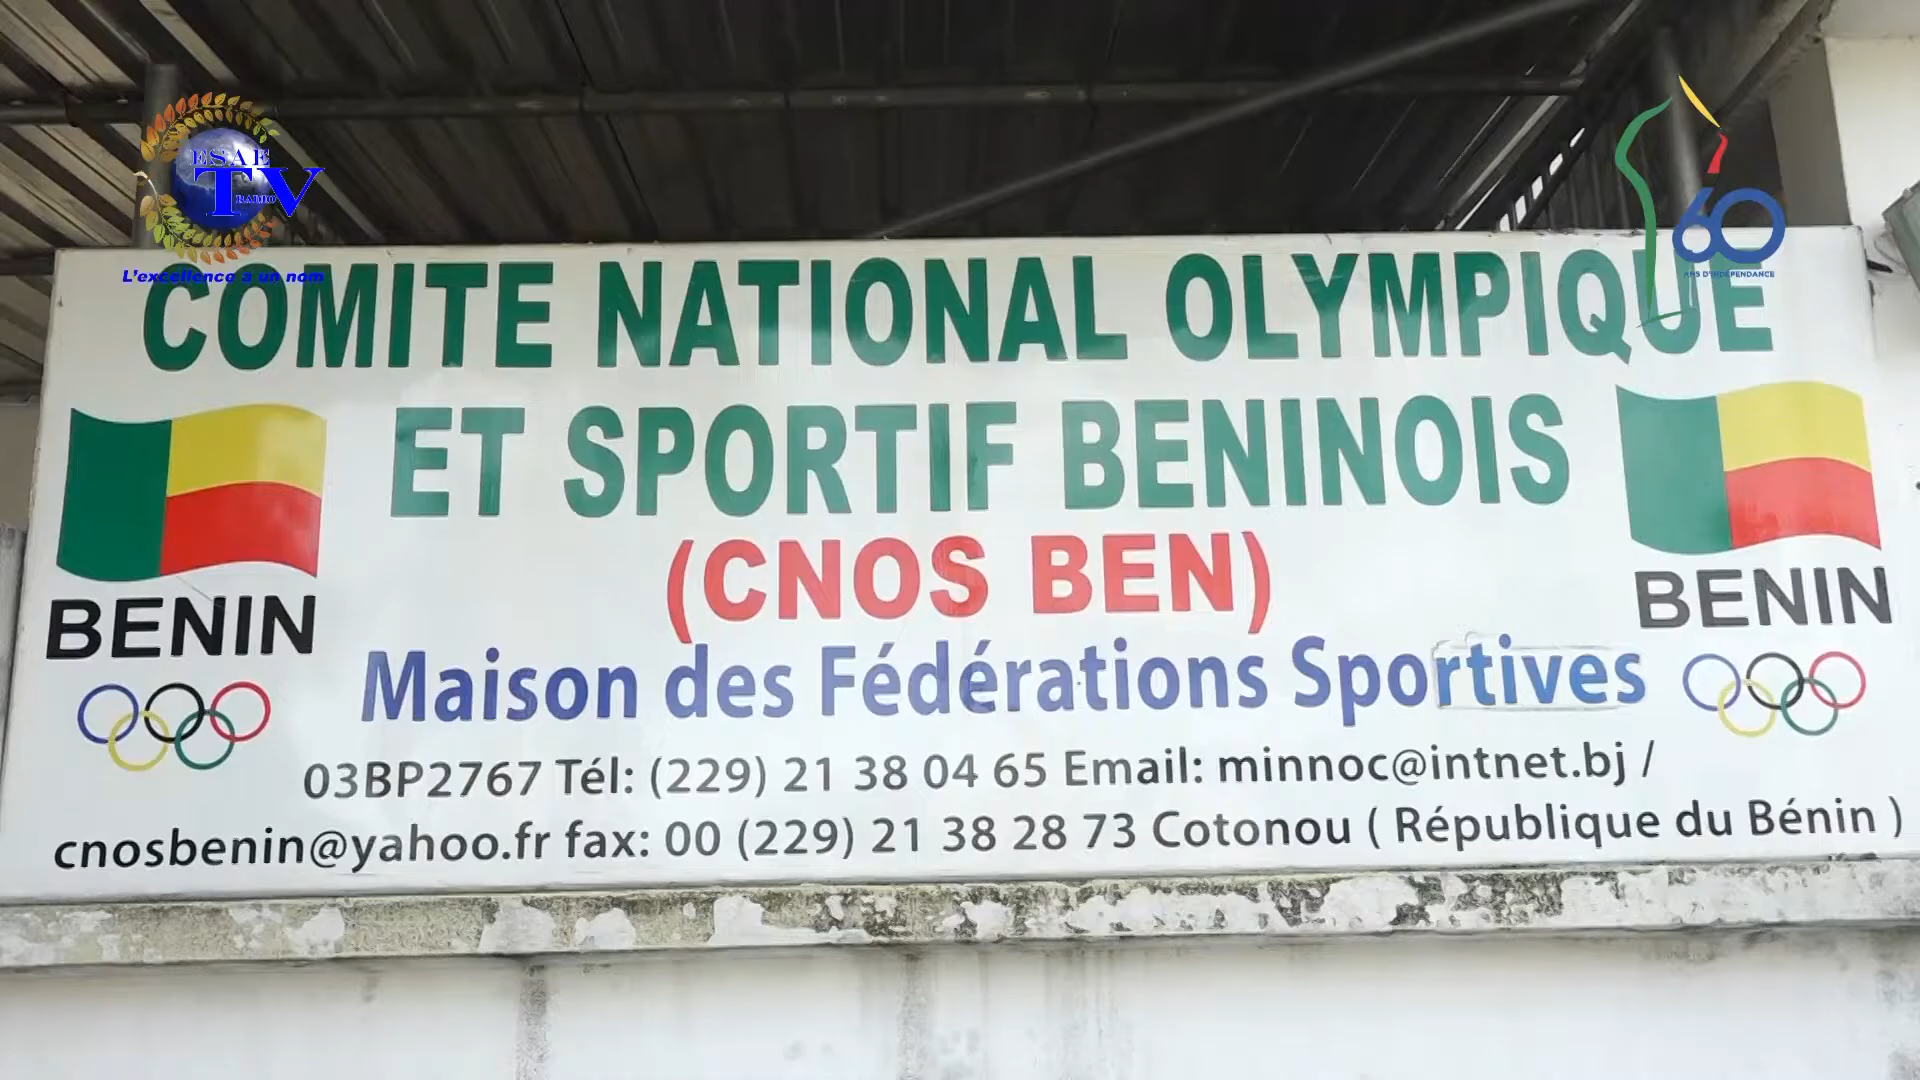 ESAE
TV
RADIO
L'excellence a un nom
60
ANS D'INDÉPENDANCE
COMITE NATIONAL OLYMPIQUE
ET SPORTIF BENINOIS
(CNOS BEN)
BENIN
BENIN
Maison des Fédérations Sportives
03BP2767 Tél: (229) 21 38 04 65 Email: minnoc@intnet.bj /
cnosbenin@yahoo.fr fax: 00 (229) 21 38 28 73 Cotonou ( République du Bénin )